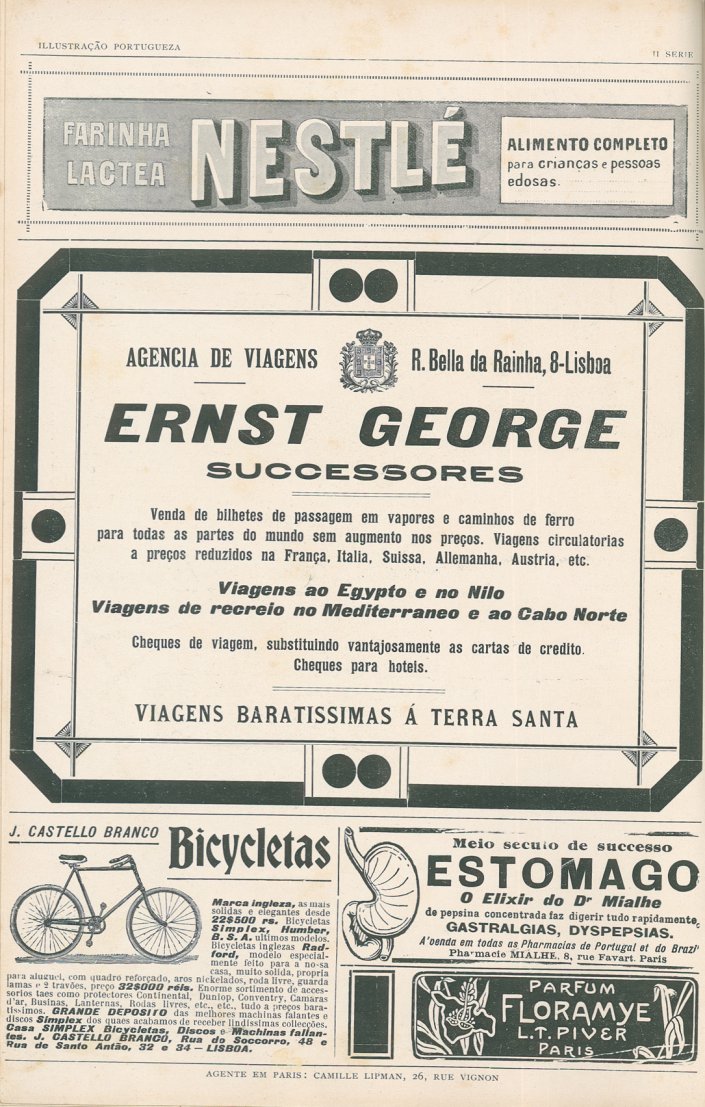 ILLUSTRAÇÃO PORTUGUEZA
II SERIE
FARINHA
LACTEA
NESTLÉ
ALIMENTO COMPLETO
para crianças e pessoas
edosas.
AGENCIA DE VIAGENS
R. Bella da Rainha, 8-Lisboa
ERNST GEORGE
SUCCESSORES
Venda de bilhetes de passagem em vapores e caminhos de ferro
para todas as partes do mundo sem augmento nos preços. Viagens circulatorias
a preços reduzidos na França, Italia, Suissa, Allemanha, Austria, etc.
Viagens ao Egypto e no Nilo
Viagens de recreio no Mediterraneo e ao Cabo Norte
Cheques de viagem, substituindo vantajosamente as cartas de credito.
Cheques para hoteis.
VIAGENS BARATISSIMAS Á TERRA SANTA
J. CASTELLO BRANCO
Bicycletas
Marca ingleza, as mais
solidas e elegantes desde
22$500 rs. Bicycletas
Simplex, Humber,
B. S. A. ultimos modelos.
Bicycletas inglezas Rad-
ford, modelo especial-
mente feito para a no-sa
casa, muito solida, propria
para aluguel, com quadro reforçado, aros nickelados, roda livre, guarda
lamas e 2 travões, preço 32$000 réis. Enorme sortimento de acces-
sorios taes como protectores Continental, Dunlop, Conventry, Camaras
d'ar, Businas, Lanternas, Rodas livres, etc., etc., tudo a preços bara-
tissimos. GRANDE DEPOSITO das melhores machinas falantes e
discos Simplex dos quaes acabamos de receber lindissimas collecções.
Casa SIMPLEX Bicycletas, Discos e Machinas fallan-
tes. J. CASTELLO BRANCO, Rua do Soccorro, 48 e
Rua de Santo Antão, 32 e 34 — LISBOA.
Meio seculo de successo
ESTOMAGO
O Elixir do Dr Mialhe
de pepsina concentrada faz digerir tudo rapidamente,
GASTRALGIAS, DYSPEPSIAS.
A'venda em todas as Pharmacias de Portugal et do Brazil
Pharmacie MIALHE, 8, rue Favart, Paris
PARFUM
FLORAMYE
L.T. PIVER
PARIS
AGENTE EM PARIS: CAMILLE LIPMAN, 26, RUE VIGNON